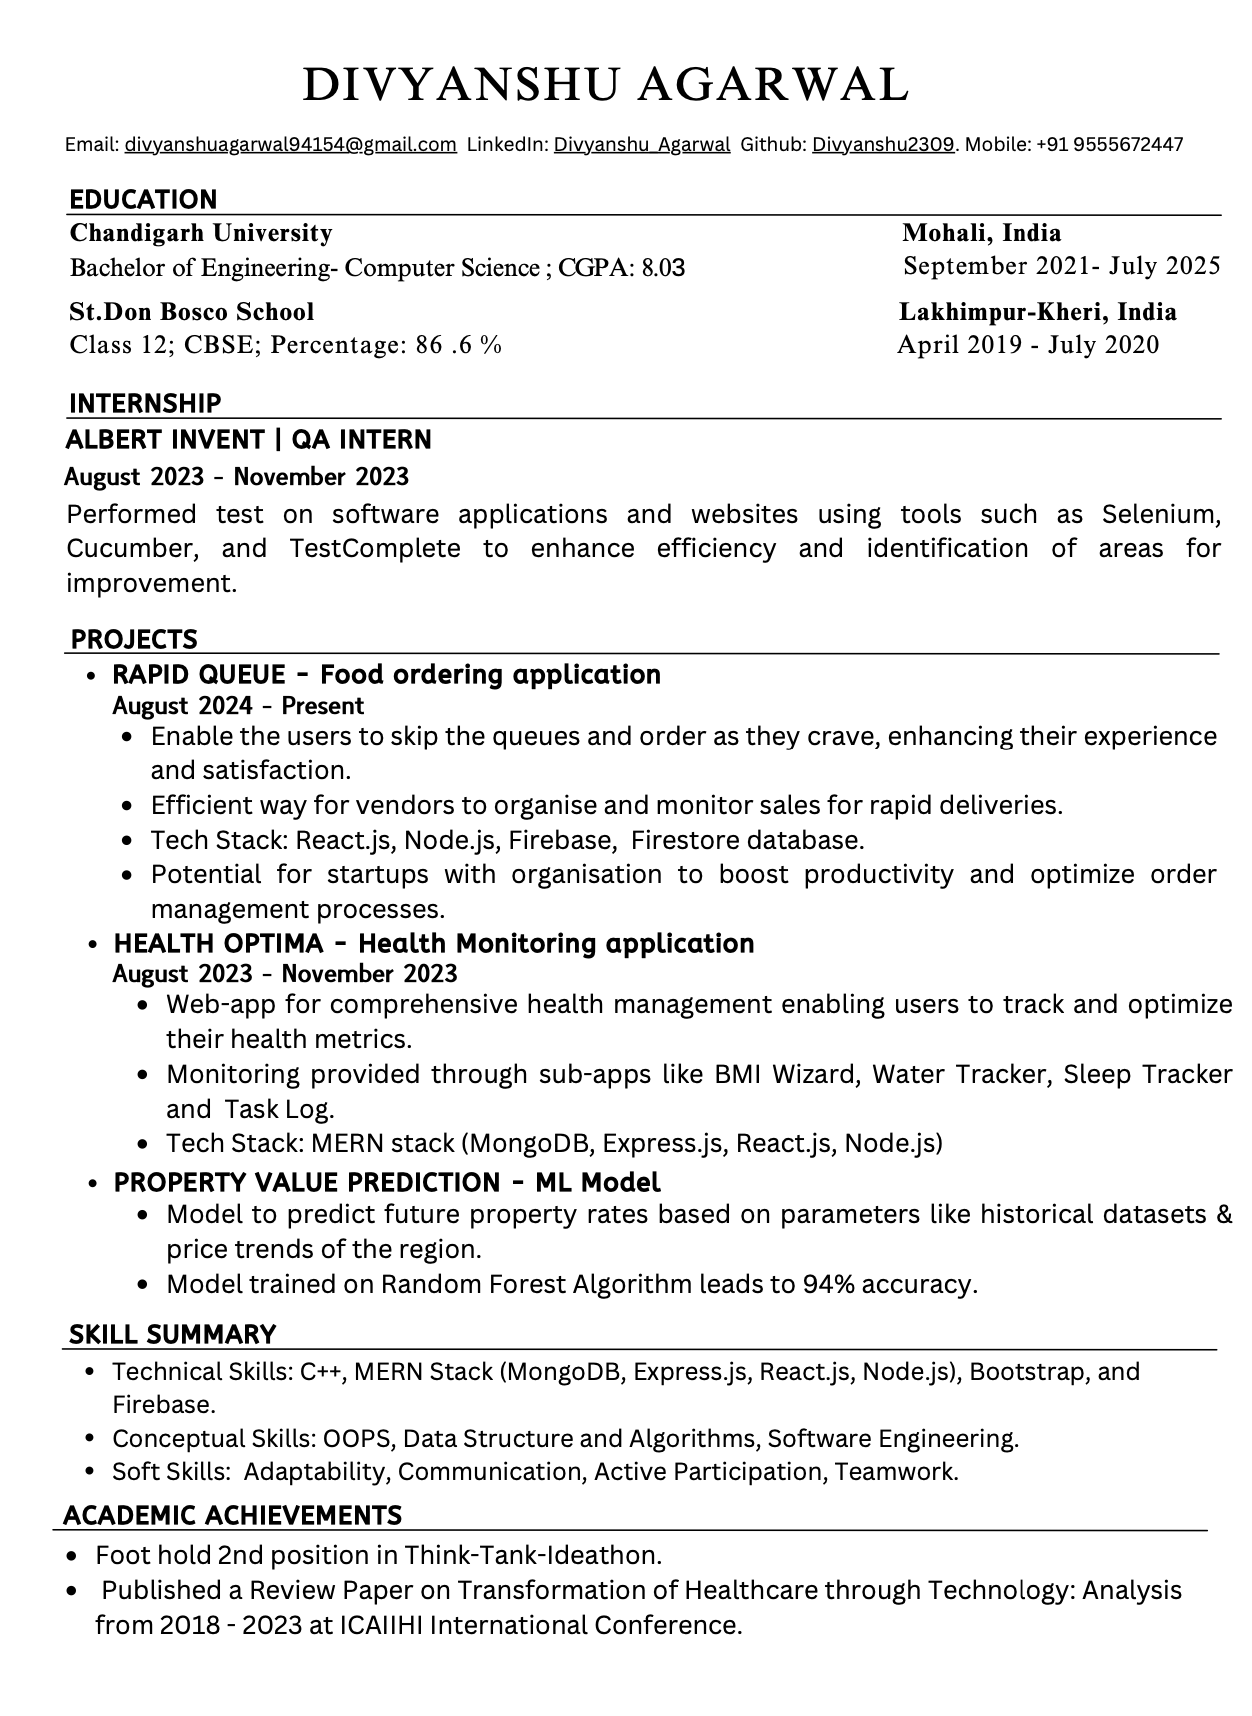 DIVYANSHU AGARWAL
Email: divyanshuagarwal94154@gmail.com LinkedIn: Divyanshu_Agarwal Github: Divyanshu2309. Mobile: +91 9555672447
EDUCATION
Chandigarh University Mohali, India
Bachelor of Engineering- Computer Science ; CGPA: 8.03 September 2021- July 2025
St.Don Bosco School Lakhimpur-Kheri, India
Class 12; CBSE; Percentage: 86 .6 % April 2019 - July 2020
INTERNSHIP
ALBERT INVENT | QA INTERN
August 2023 - November 2023
Performed test on software applications and websites using tools such as Selenium,
Cucumber, and TestComplete to enhance efficiency and identification of areas for
improvement.
PROJECTS
• RAPID QUEUE - Food ordering application
August 2024 - Present
• Enable the users to skip the queues and order as they crave, enhancing their experience
and satisfaction.
• Efficient way for vendors to organise and monitor sales for rapid deliveries.
• Tech Stack: React.js, Node.js, Firebase, Firestore database.
• Potential for startups with organisation to boost productivity and optimize order
management processes.
• HEALTH OPTIMA - Health Monitoring application
August 2023 - November 2023
• Web-app for comprehensive health management enabling users to track and optimize
their health metrics.
• Monitoring provided through sub-apps like BMI Wizard, Water Tracker, Sleep Tracker
and Task Log.
• Tech Stack: MERN stack (MongoDB, Express.js, React.js, Node.js)
• PROPERTY VALUE PREDICTION - ML Model
• Model to predict future property rates based on parameters like historical datasets &
price trends of the region.
• Model trained on Random Forest Algorithm leads to 94% accuracy.
SKILL SUMMARY
• Technical Skills: C++, MERN Stack (MongoDB, Express.js, React.js, Node.js), Bootstrap, and
Firebase.
• Conceptual Skills: OOPS, Data Structure and Algorithms, Software Engineering.
• Soft Skills: Adaptability, Communication, Active Participation, Teamwork.
ACADEMIC ACHIEVEMENTS
• Foot hold 2nd position in Think-Tank-Ideathon.
• Published a Review Paper on Transformation of Healthcare through Technology: Analysis
from 2018 - 2023 at ICAIIHI International Conference.